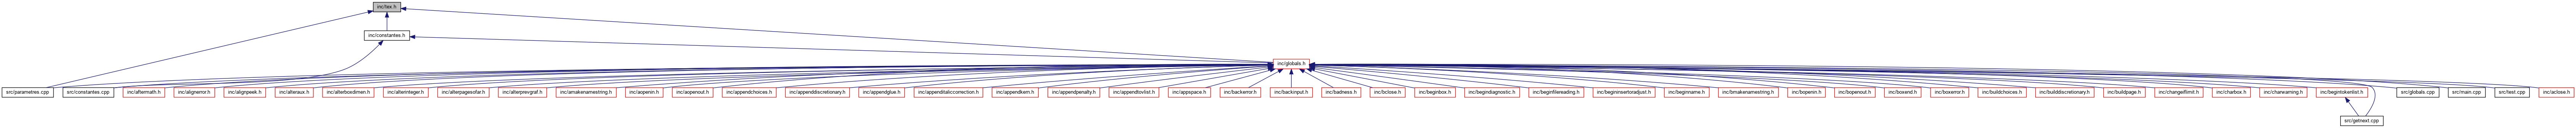 inc/tex.h
inc/constantes.h
inc/globals.h
src/parametres.cpp
src/constantes.cpp
inc/aftermath.h
inc/alignerror.h
inc/alignpeek.h
inc/alteraux.h
inc/alterboxdimen.h
inc/alterinteger.h
inc/alterpagesofar.h
inc/alterprevgraf.h
inc/amakenamestring.h
inc/aopenin.h
inc/aopenout.h
inc/appendchoices.h
inc/appenddiscretionary.h
inc/appendglue.h
inc/appenditaliccorrection.h
inc/appendkern.h
inc/appendpenalty.h
inc/appendtovlist.h
inc/appspace.h
inc/backerror.h
inc/backinput.h
inc/badness.h
inc/bclose.h
inc/beginbox.h
inc/begindiagnostic.h
inc/beginfilereading.h
inc/begininsertoradjust.h
inc/beginname.h
inc/bmakenamestring.h
inc/bopenin.h
inc/bopenout.h
inc/boxend.h
inc/boxerror.h
inc/buildchoices.h
inc/builddiscretionary.h
inc/buildpage.h
inc/changeiflimit.h
inc/charbox.h
inc/charwarning.h
inc/begintokenlist.h
src/globals.cpp
src/main.cpp
src/test.cpp
inc/aclose.h
src/getnext.cpp